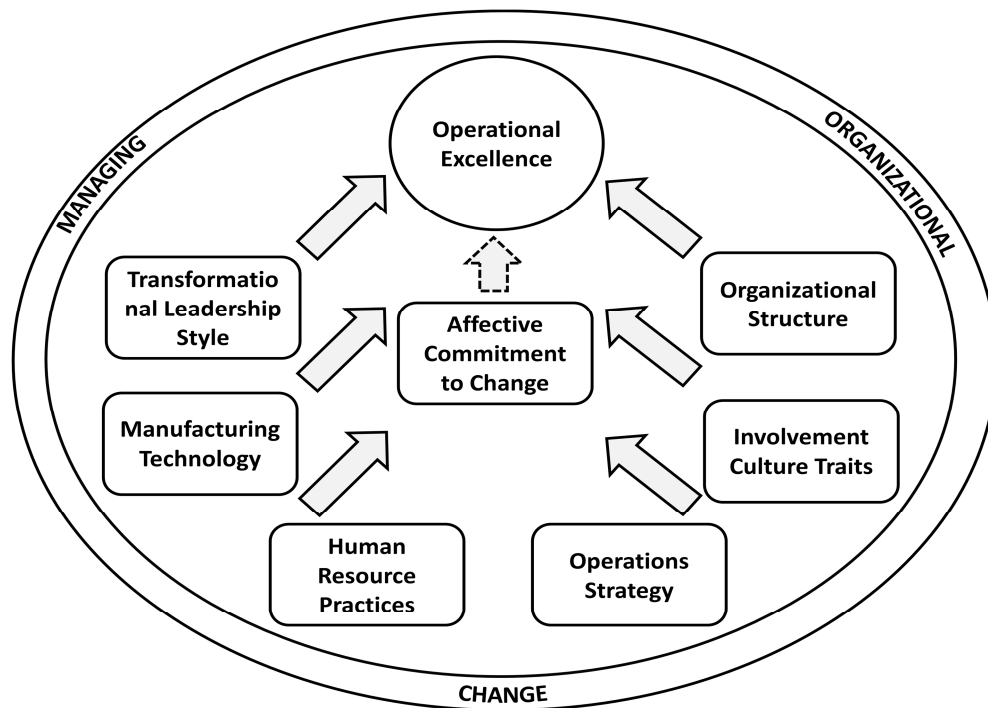 MANAGING
ORGANIZATIONAL
Operational
Excellence
Transformatio
nal Leadership
Style
Affective
Commitment
to Change
Organizational
Structure
Manufacturing
Technology
Involvement
Culture Traits
Human
Resource
Practices
Operations
Strategy
CHANGE